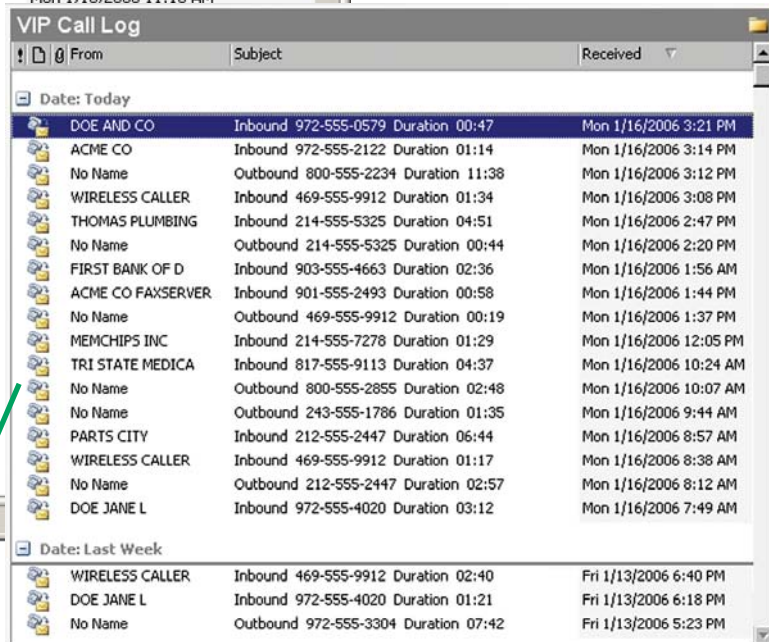 Mon 1/16/2006 11:16 AM
VIP Call Log
! From Subject Received
Date: Today
DOE AND CO Inbound 972-555-0579 Duration 00:47 Mon 1/16/2006 3:21 PM
ACME CO Inbound 972-555-2122 Duration 01:14 Mon 1/16/2006 3:14 PM
No Name Outbound 800-555-2234 Duration 11:38 Mon 1/16/2006 3:12 PM
WIRELESS CALLER Inbound 469-555-9912 Duration 01:34 Mon 1/16/2006 3:08 PM
THOMAS PLUMBING Inbound 214-555-5325 Duration 04:51 Mon 1/16/2006 2:47 PM
No Name Outbound 214-555-5325 Duration 00:44 Mon 1/16/2006 2:20 PM
FIRST BANK OF D Inbound 903-555-4663 Duration 02:36 Mon 1/16/2006 1:56 AM
ACME CO FAXSERVER Inbound 901-555-2493 Duration 00:58 Mon 1/16/2006 1:44 PM
No Name Outbound 469-555-9912 Duration 00:19 Mon 1/16/2006 1:37 PM
MEMCHIPS INC Inbound 214-555-7278 Duration 01:29 Mon 1/16/2006 12:05 PM
TRI STATE MEDICA Inbound 817-555-9113 Duration 04:37 Mon 1/16/2006 10:24 AM
No Name Outbound 800-555-2855 Duration 02:48 Mon 1/16/2006 10:07 AM
No Name Outbound 243-555-1786 Duration 01:35 Mon 1/16/2006 9:44 AM
PARTS CITY Inbound 212-555-2447 Duration 06:44 Mon 1/16/2006 8:57 AM
WIRELESS CALLER Inbound 469-555-9912 Duration 01:17 Mon 1/16/2006 8:38 AM
No Name Outbound 212-555-2447 Duration 02:57 Mon 1/16/2006 8:12 AM
DOE JANE L Inbound 972-555-4020 Duration 03:12 Mon 1/16/2006 7:49 AM
Date: Last Week
WIRELESS CALLER Inbound 469-555-9912 Duration 02:40 Fri 1/13/2006 6:40 PM
DOE JANE L Inbound 972-555-4020 Duration 01:21 Fri 1/13/2006 6:18 PM
No Name Outbound 972-555-3304 Duration 07:42 Fri 1/13/2006 5:23 PM